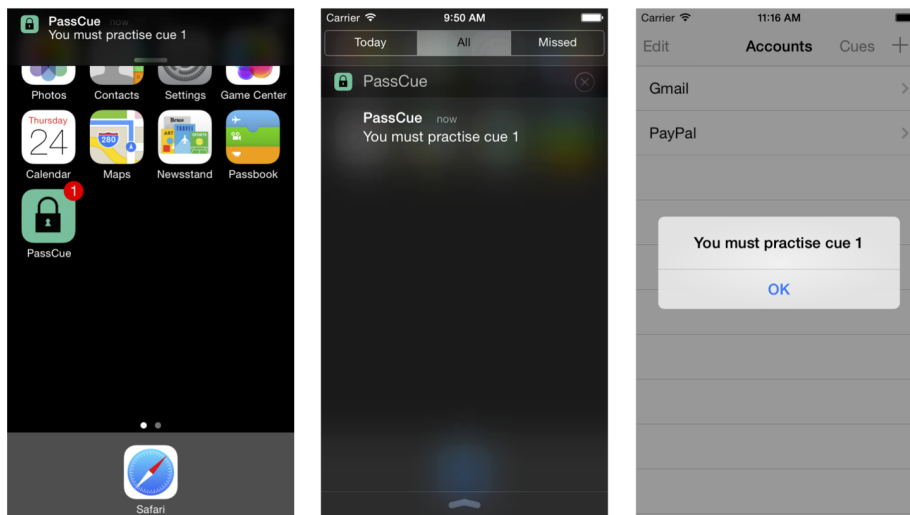 PassCue now
You must practise cue 1
Photos Contacts Settings Game Center
Thursday
24
280
Calendar Maps Newsstand Passbook
1
PassCue
Safari
Carrier 9:50 AM
Today All Missed
PassCue
PassCue now
You must practise cue 1
Carrier 11:16 AM
Edit Accounts Cues +
Gmail
PayPal
You must practise cue 1
OK